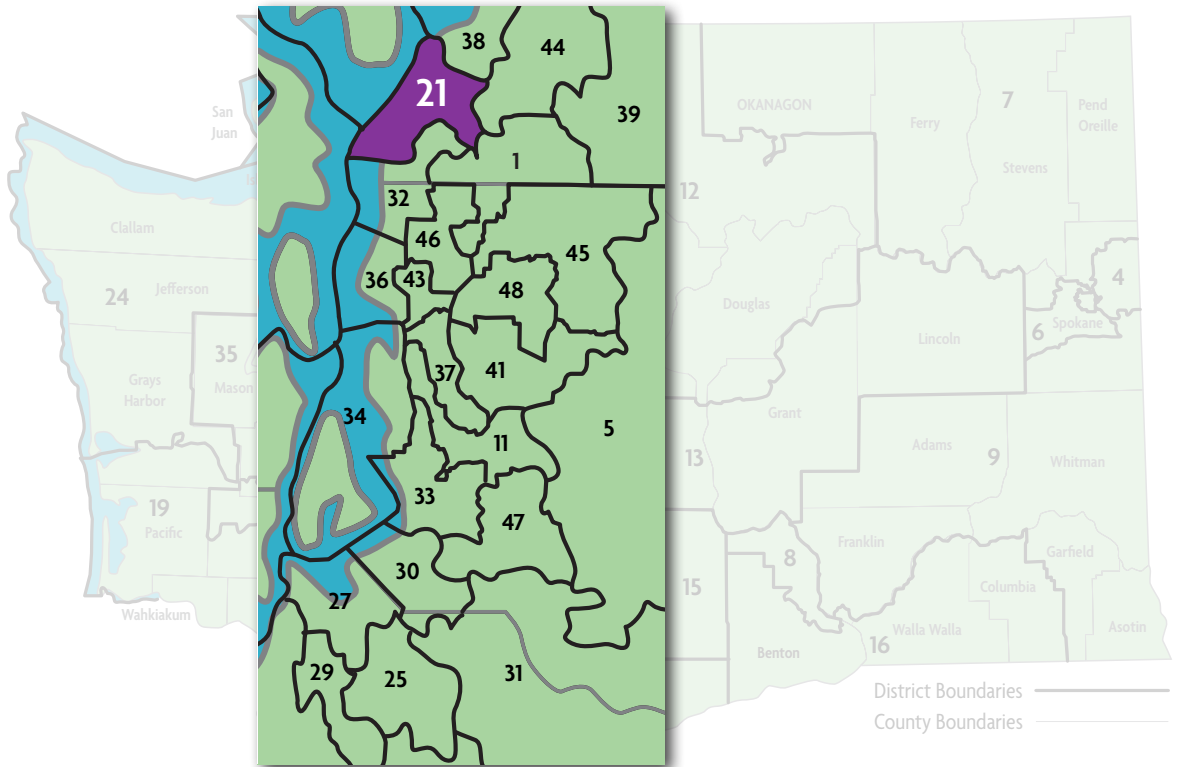 38
44
21
39
1
32
46
45
36
43
48
37
41
34
5
11
33
47
30
27
29
25
31
San
Juan
Clallam
24
Jefferson
35
Mason
Grays
Harbor
19
Pacific
Wahkiakum
OKANAGON
7
Ferry
Pend
Oreille
Stevens
12
Douglas
4
6
Spokane
Lincoln
Grant
13
Adams
9
Whitman
8
Franklin
Garfield
15
Columbia
Benton
16
Walla Walla
Asotin
District Boundaries
County Boundaries